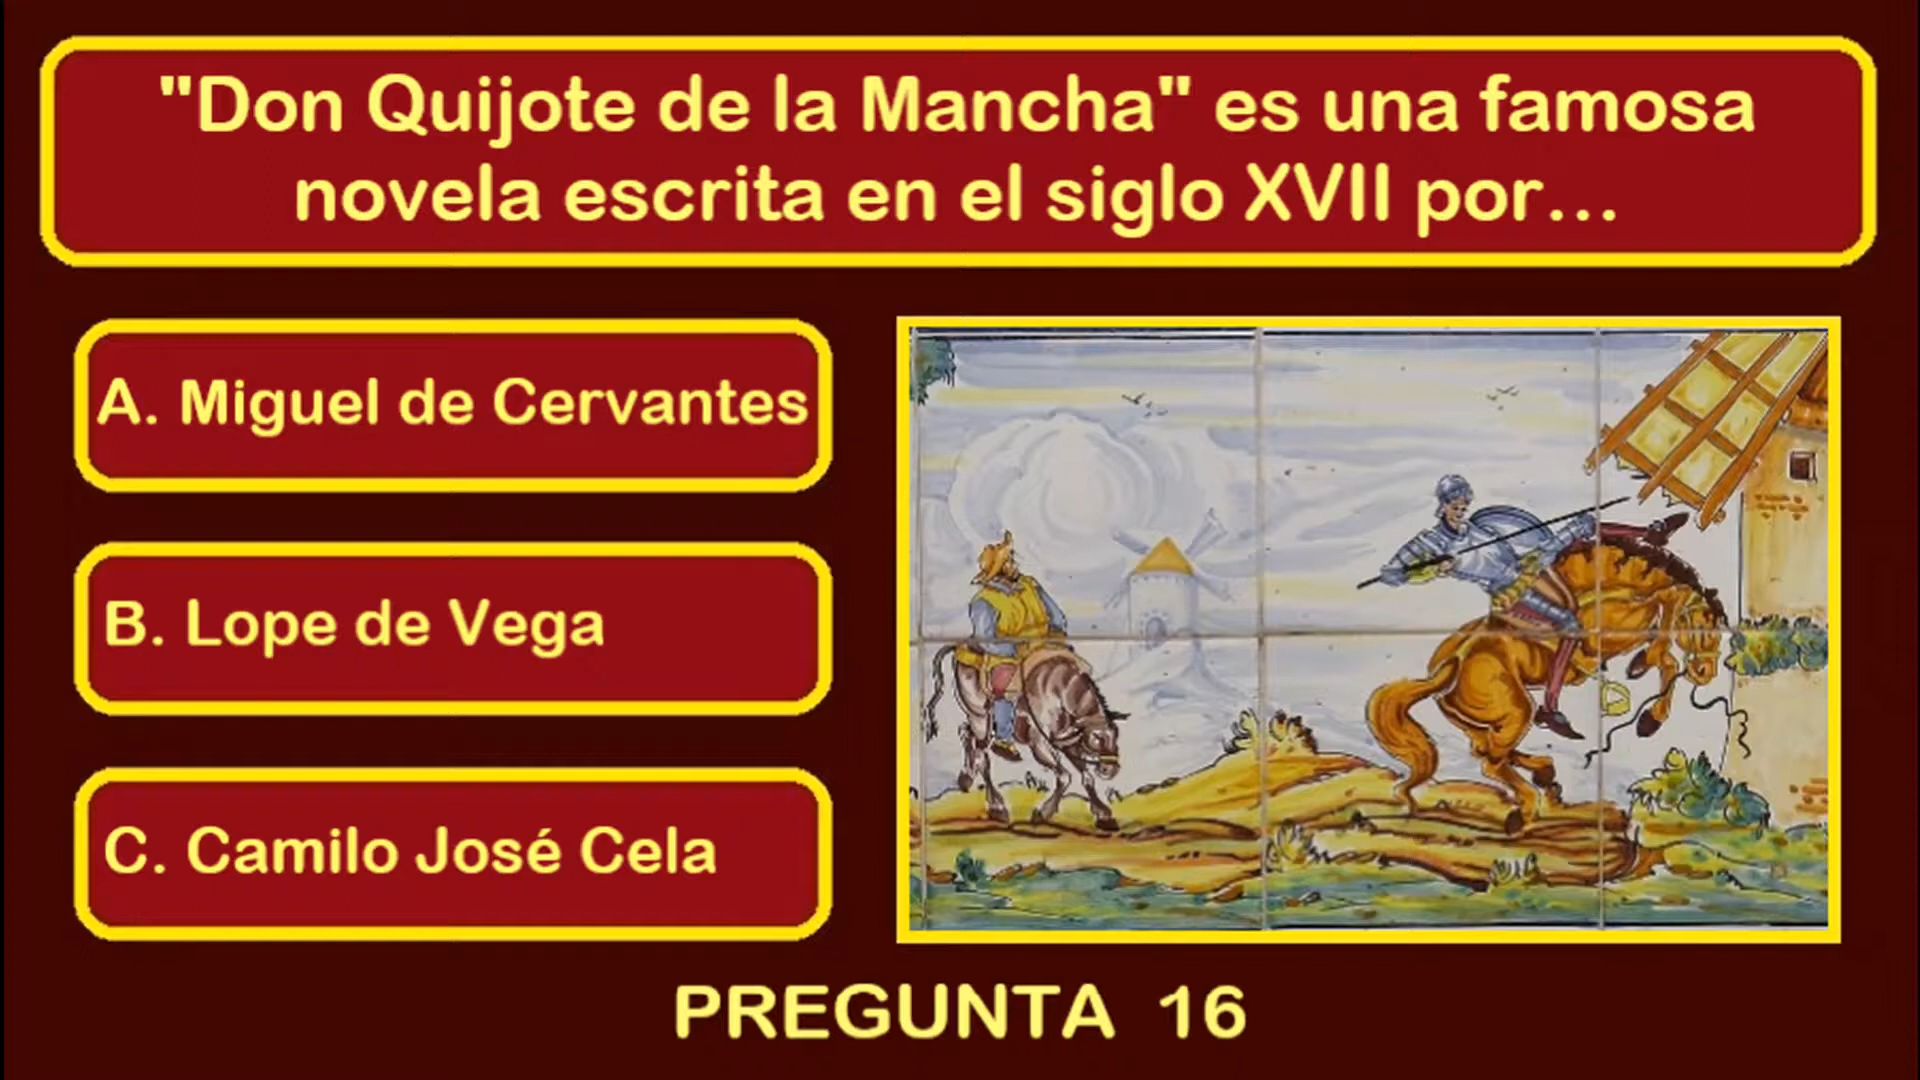 "Don Quijote de la Mancha" es una famosa
novela escrita en el siglo XVII por...
A. Miguel de Cervantes
B. Lope de Vega
C. Camilo José Cela
PREGUNTA 16